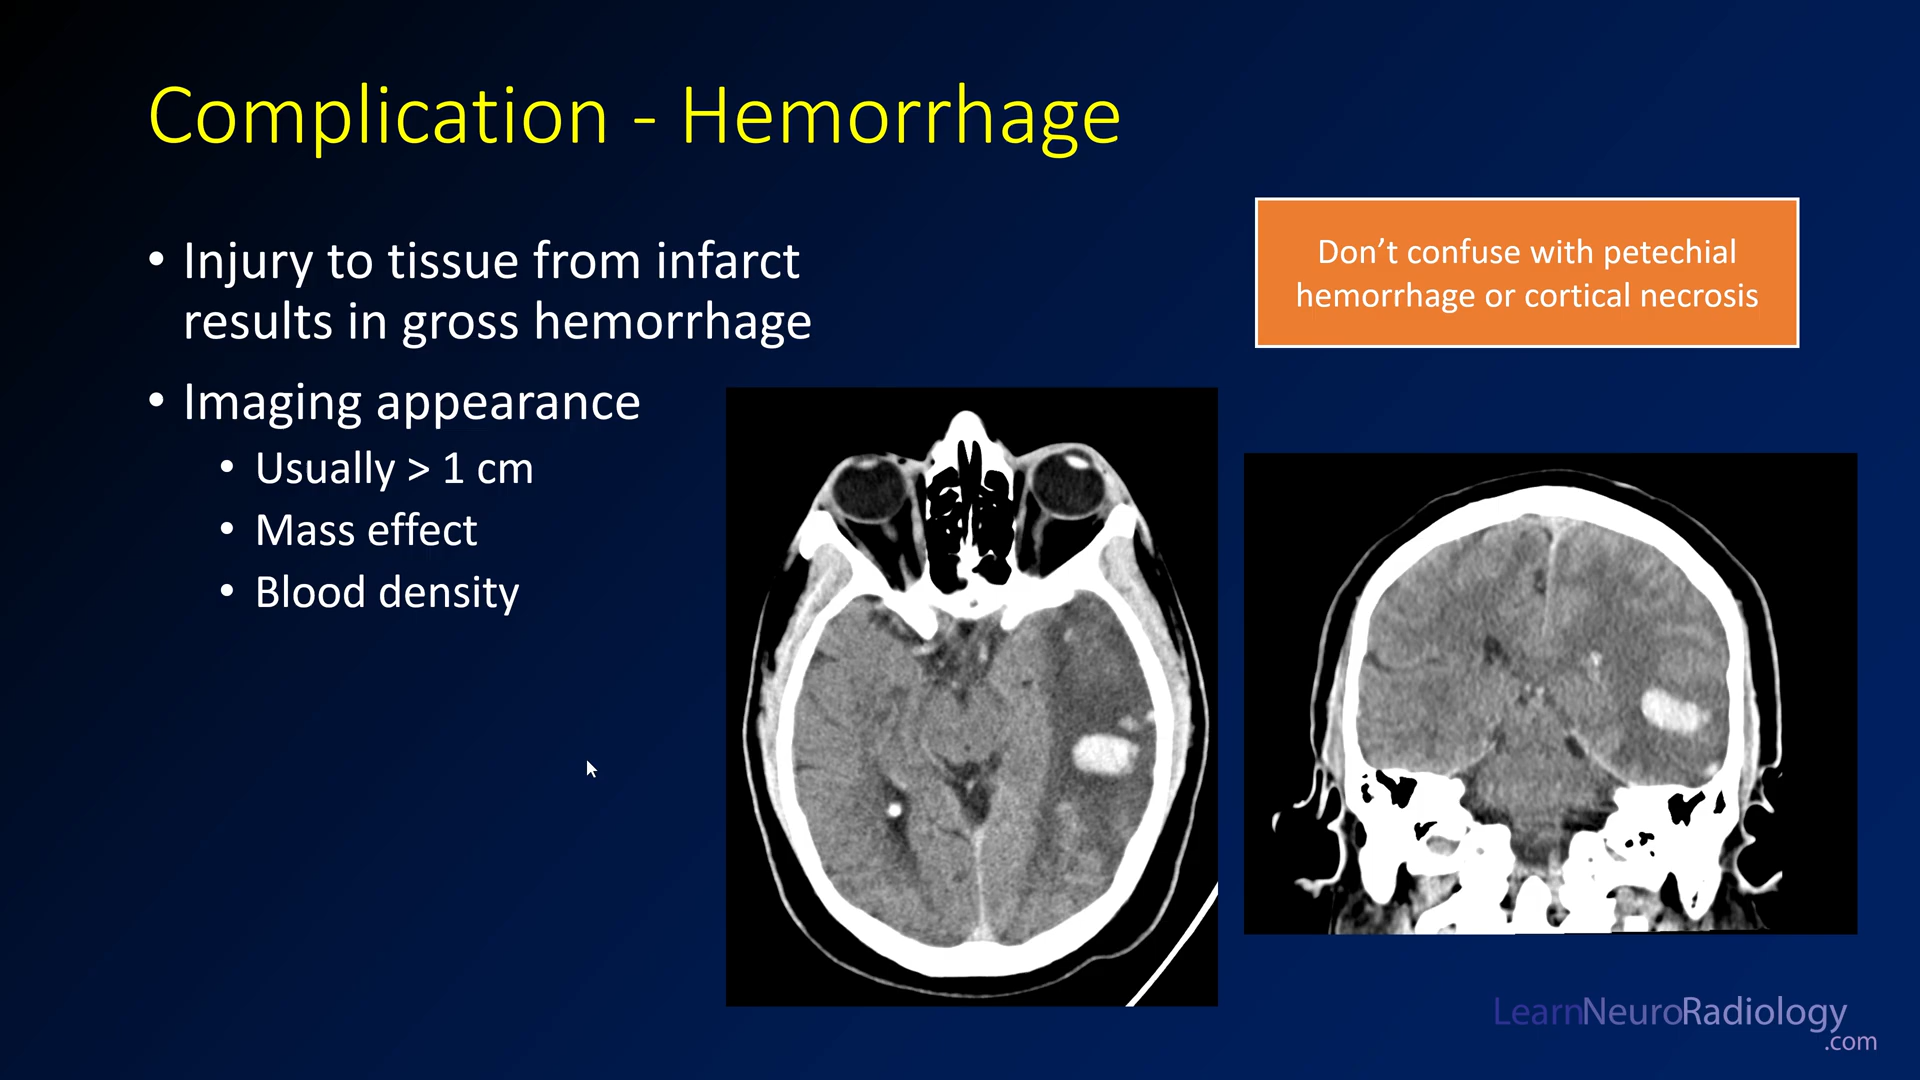 Complication - Hemorrhage
• Injury to tissue from infarct
results in gross hemorrhage
• Imaging appearance
• Usually > 1 cm
• Mass effect
• Blood density
Don’t confuse with petechial
hemorrhage or cortical necrosis
LearnNeuroRadiology
.com